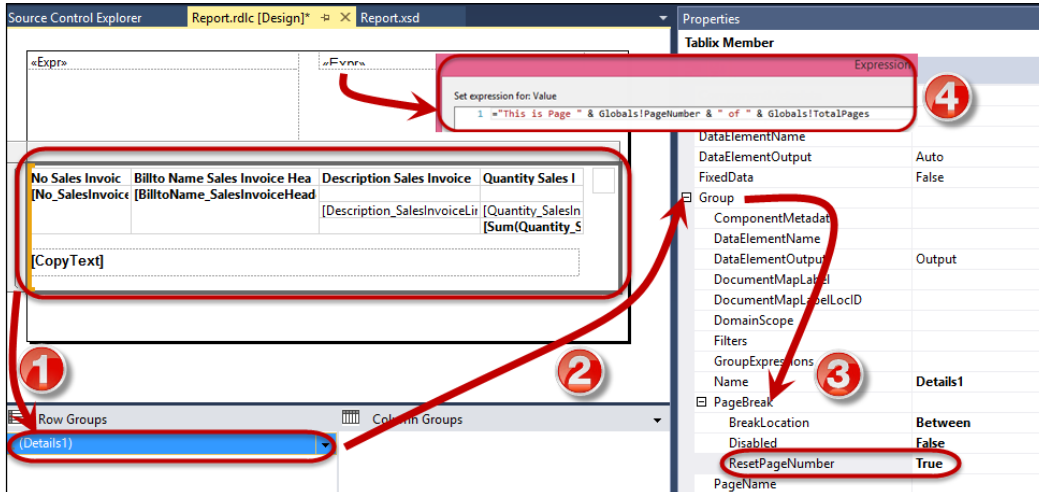 Source Control Explorer
Report.rdlc [Design]*
Report.xsd
«Expr»
«Expr»
Expression
Set expression for: Value
1 ="This is Page " & Globals!PageNumber & " of " & Globals!TotalPages
4
No Sales Invoic
Billto Name Sales Invoice Hea
Description Sales Invoice
Quantity Sales I
[No_SalesInvoice
[BilltoName_SalesInvoiceHead
[Description_SalesInvoiceLin
[Quantity_SalesIn
[Sum(Quantity_S
[CopyText]
1
2
Row Groups
Column Groups
(Details1)
Properties
Tablix Member
DataElementName
DataElementOutput Auto
FixedData False
Group
ComponentMetadat
DataElementName
DataElementOutput Output
DocumentMapLabel
DocumentMapLabelLocID
DomainScope
Filters
GroupExpressions
3
Name Details1
PageBreak
BreakLocation Between
Disabled False
ResetPageNumber True
PageName